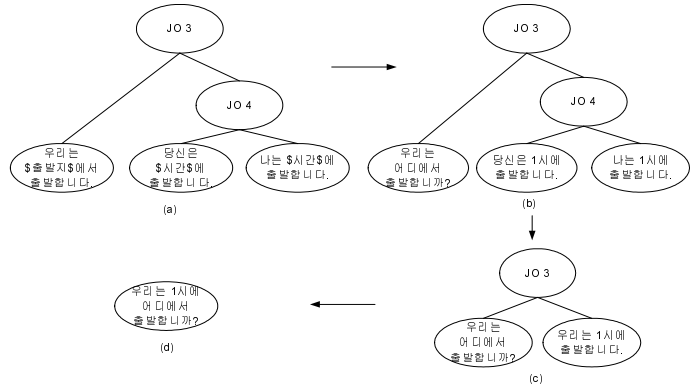 JO 3
JO 4
우리는
$출발지$에서
출발합니다.
당신은
$시간$에
출발합니다.
나는 $시간$에
출발합니다.
(a)
JO 3
JO 4
우리는
어디에서
출발합니까?
당신은 1시에
출발합니다.
나는 1시에
출발합니다.
(b)
JO 3
우리는
어디에서
출발합니까?
우리는 1시에
출발합니다.
(c)
우리는 1시에
어디에서
출발합니까?
(d)